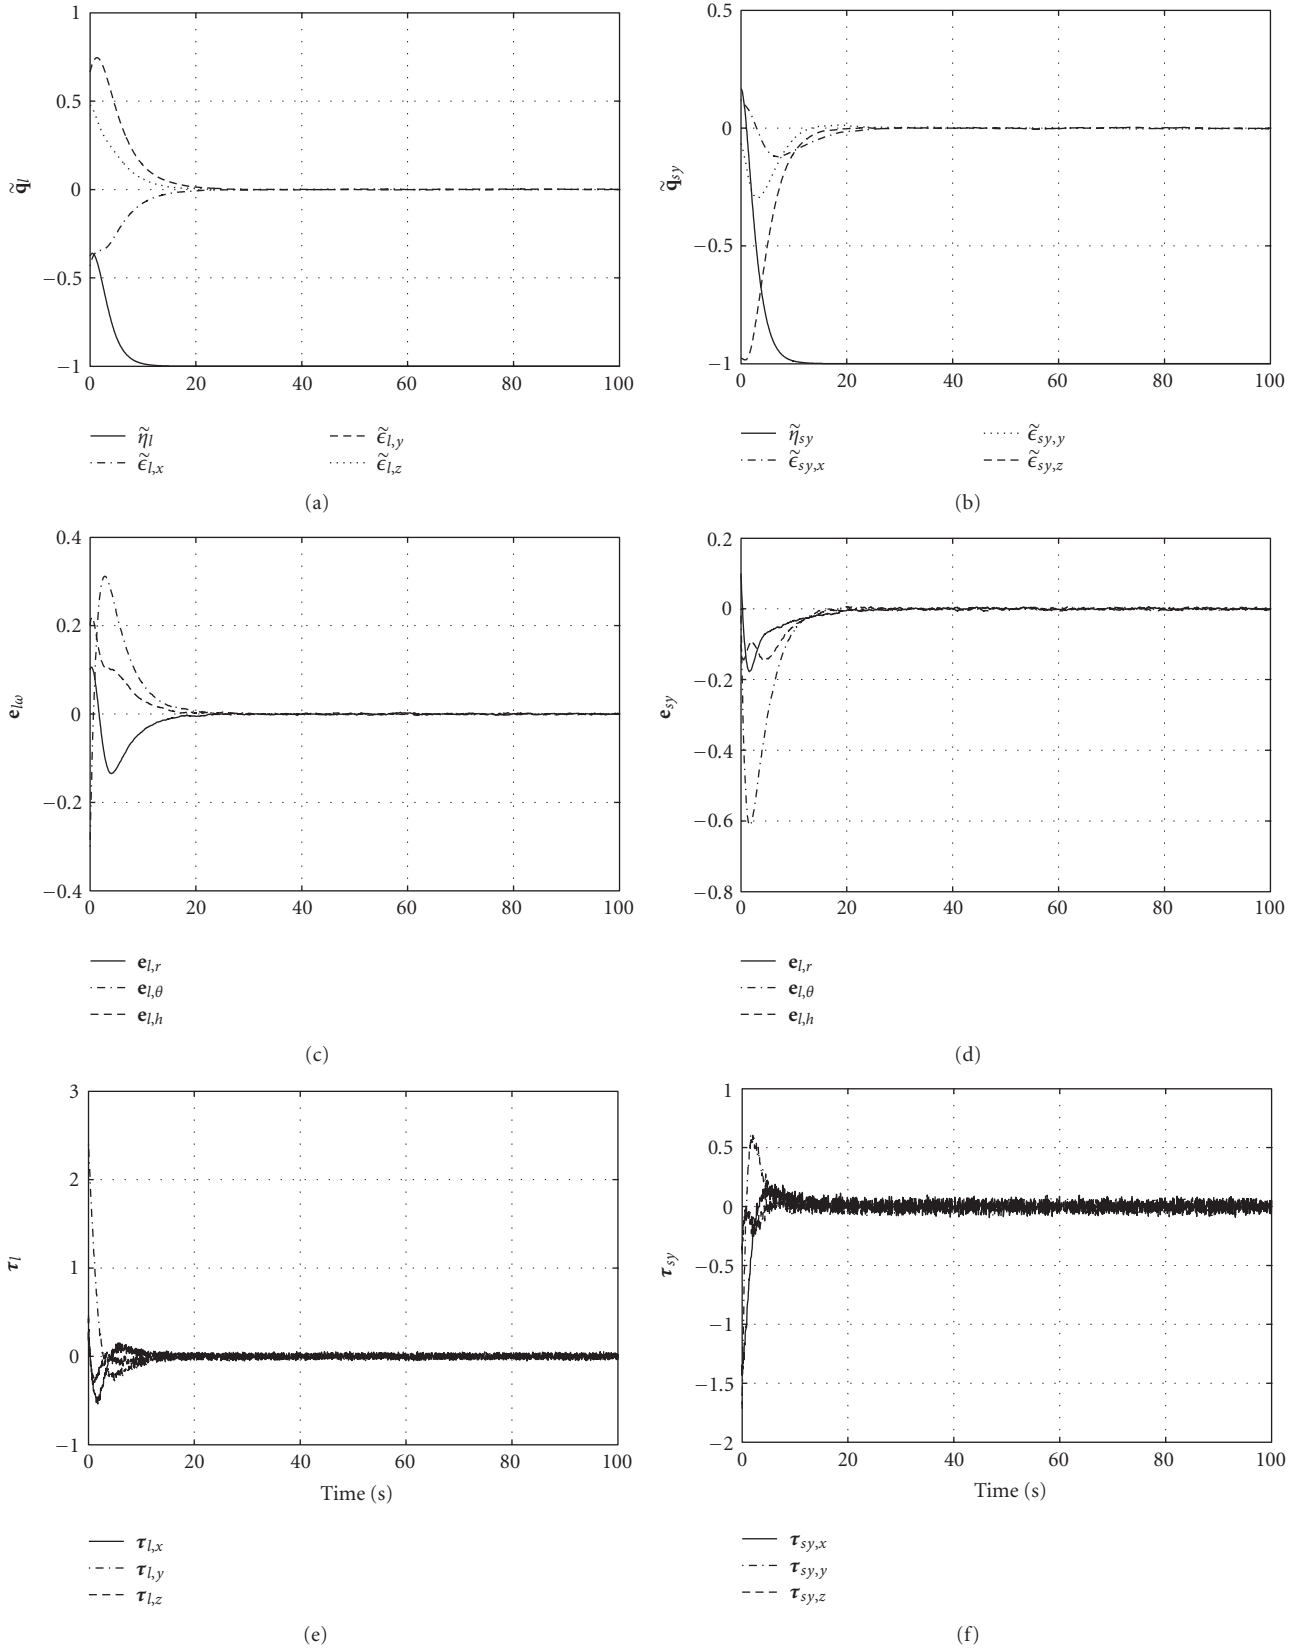 1
0.5
0
−0.5
−1
q̃l
0 20 40 60 80 100
η̃l
ϵ̃l,x
ϵ̃l,y
ϵ̃l,z
(a)
0.5
0
−0.5
−1
q̃sy
0 20 40 60 80 100
η̃sy
ϵ̃sy,x
ϵ̃sy,y
ϵ̃sy,z
(b)
0.4
0.2
0
−0.2
−0.4
elω
0 20 40 60 80 100
el,r
el,θ
el,h
(c)
0.2
0
−0.2
−0.4
−0.6
−0.8
esy
0 20 40 60 80 100
el,r
el,θ
el,h
(d)
3
2
1
0
−1
τl
0 20 40 60 80 100
Time (s)
τl,x
τl,y
τl,z
(e)
1
0.5
0
−0.5
−1
−1.5
−2
τsy
0 20 40 60 80 100
Time (s)
τsy,x
τsy,y
τsy,z
(f)